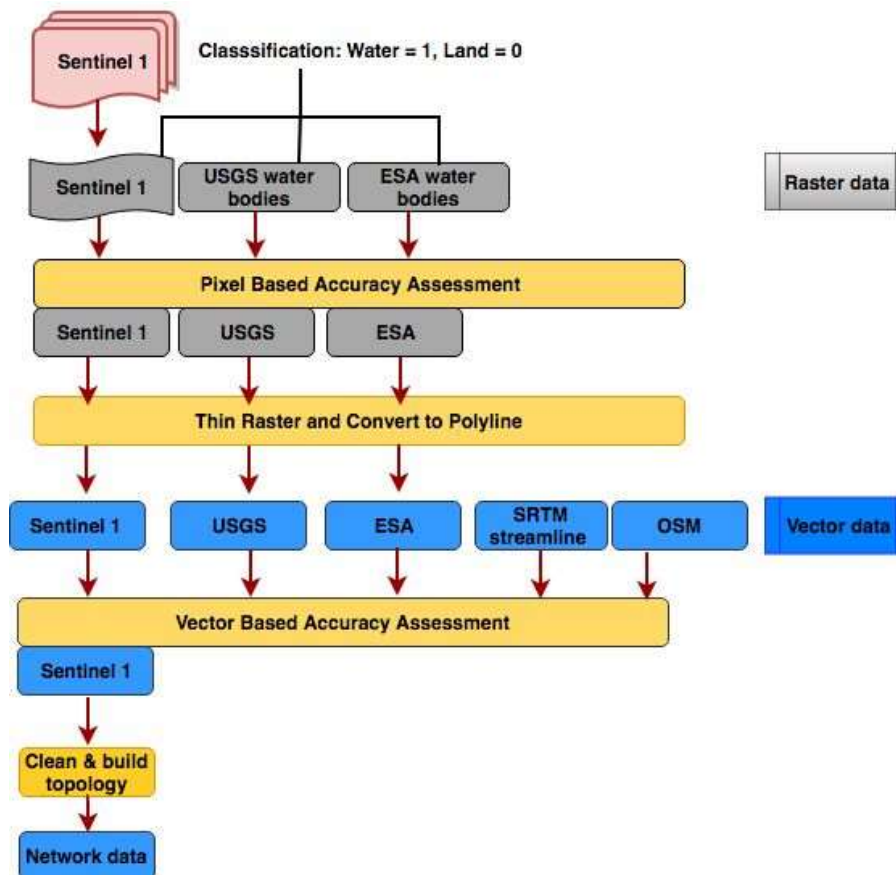 Sentinel 1
Classsification: Water = 1, Land = 0
Sentinel 1
USGS water
bodies
ESA water
bodies
Raster data
Pixel Based Accuracy Assessment
Sentinel 1
USGS
ESA
Thin Raster and Convert to Polyline
Sentinel 1
USGS
ESA
SRTM
streamline
OSM
Vector data
Vector Based Accuracy Assessment
Sentinel 1
Clean & build
topology
Network data